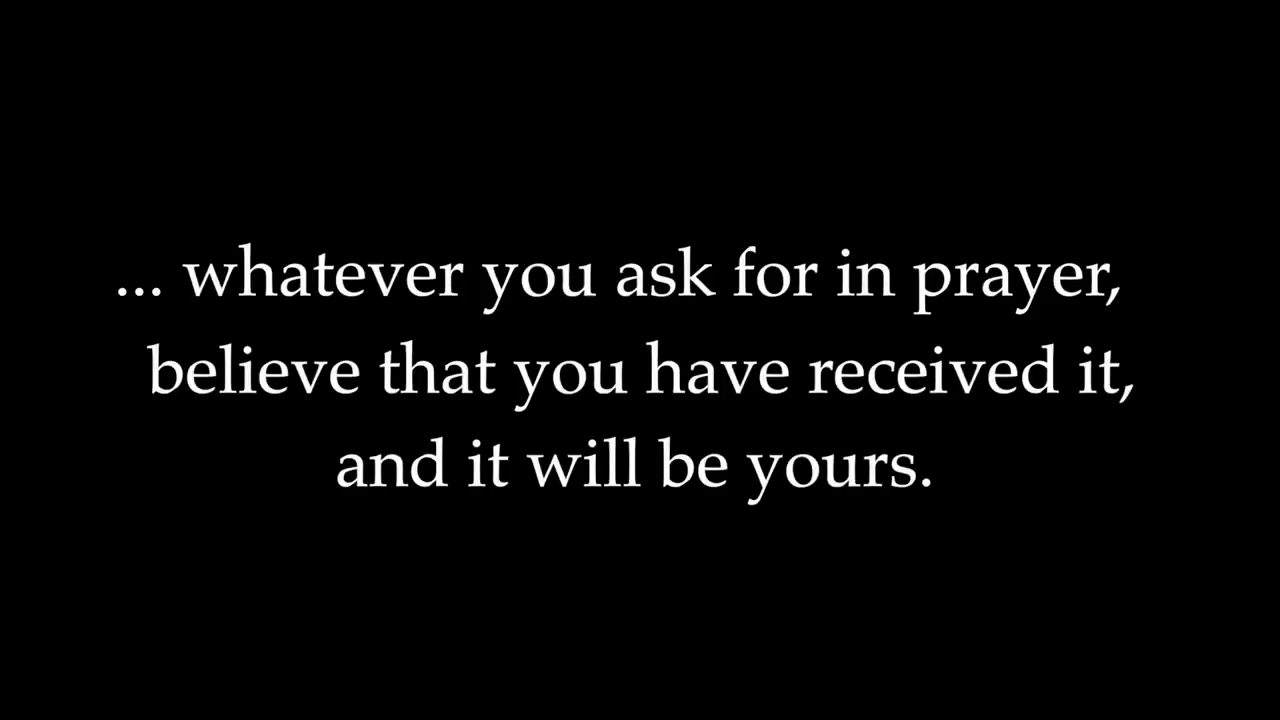 ... whatever you ask for in prayer,
believe that you have received it,
and it will be yours.